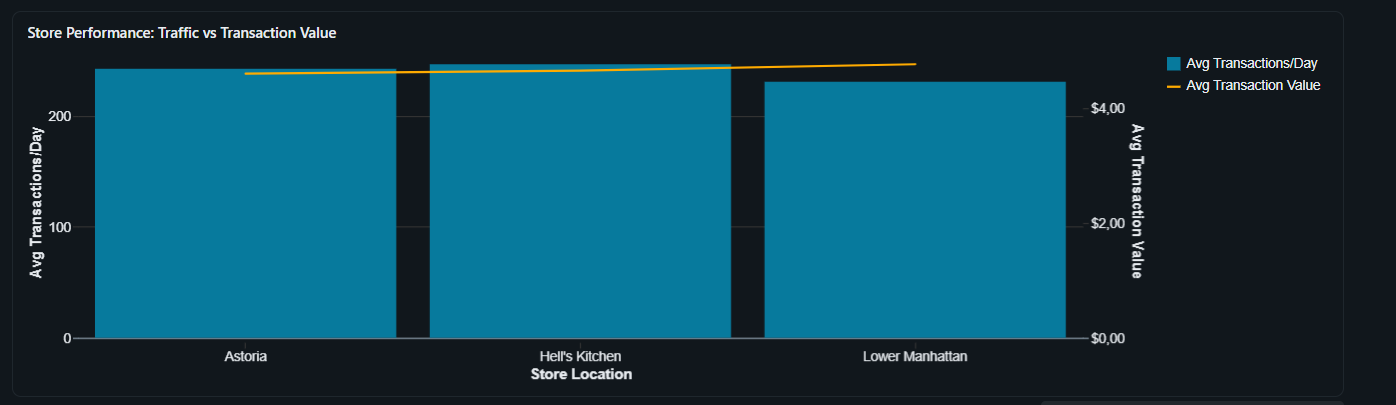 Store Performance: Traffic vs Transaction Value
Avg Transactions/Day
Avg Transaction Value
200
100
0
Avg Transactions/Day
$4,00
$2,00
$0,00
Avg Transaction Value
Astoria
Hell's Kitchen
Lower Manhattan
Store Location